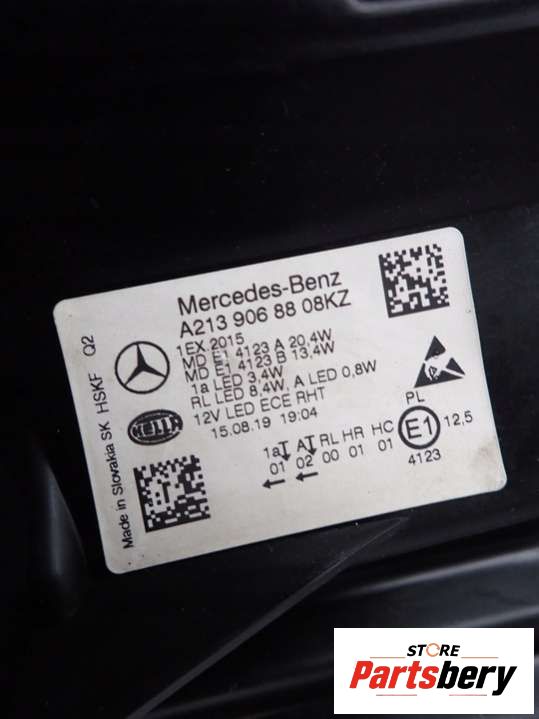 Mercedes-Benz
A213 906 88 08KZ
1EX 2015
MD E1 4123 A 20,4W
MD E1 4123 B 13,4W
1a LED 3,4W
RL LED 8,4W, A LED 0,8W
12V LED ECE RHT
15.08.19 19:04
HELLA
Made in Slovakia SK HSKF Q2
1aT AT RL HR HC
01 02 00 01 01
PL
E1 12,5
4123
STORE
Partsbery